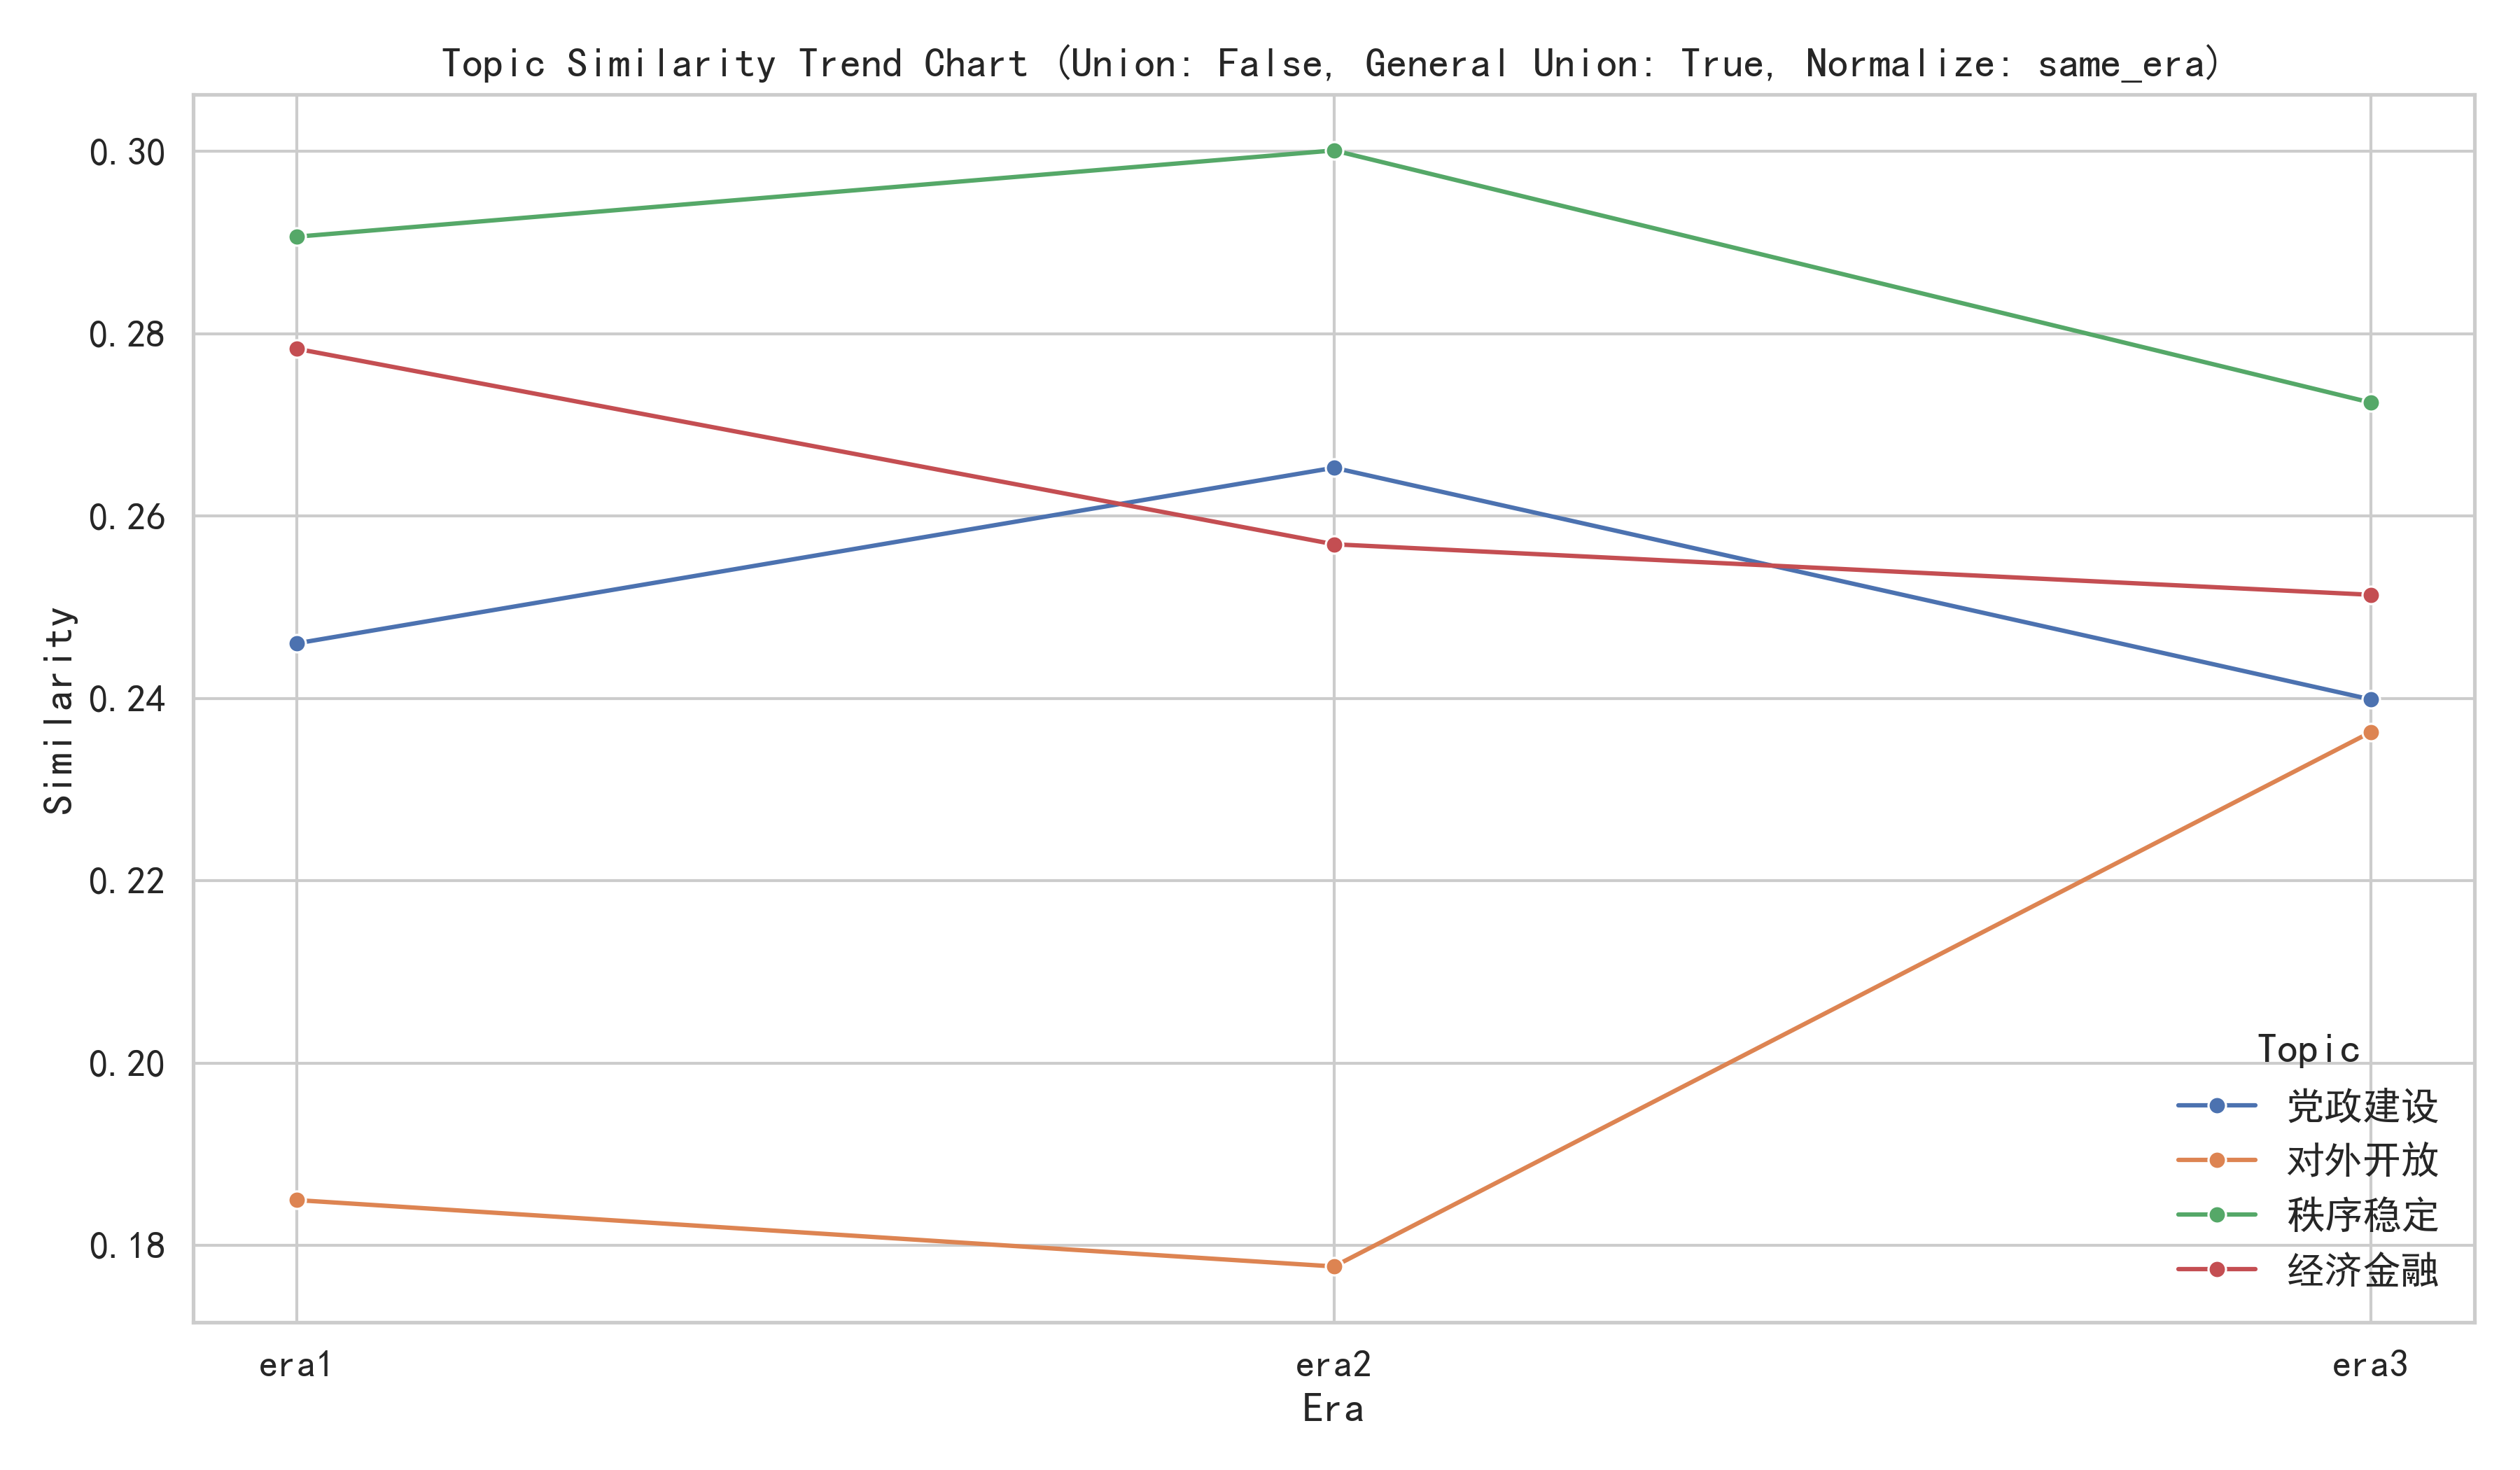 Topic Similarity Trend Chart (Union: False, General Union: True, Normalize: same_era)
0.30
0.28
0.26
0.24
0.22
0.20
0.18
Similarity
era1
era2
era3
Era
Topic
党政建设
对外开放
秩序稳定
经济金融